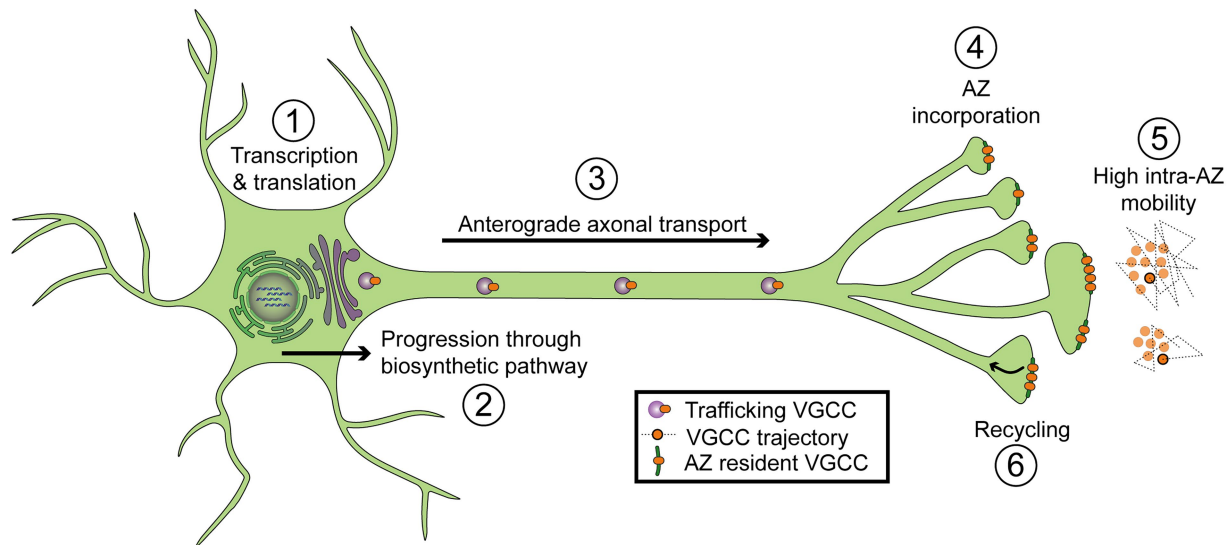 1
Transcription
& translation
2
Progression through
biosynthetic pathway
3
Anterograde axonal transport
4
AZ
incorporation
5
High intra-AZ
mobility
Recycling
6
Trafficking VGCC
VGCC trajectory
AZ resident VGCC